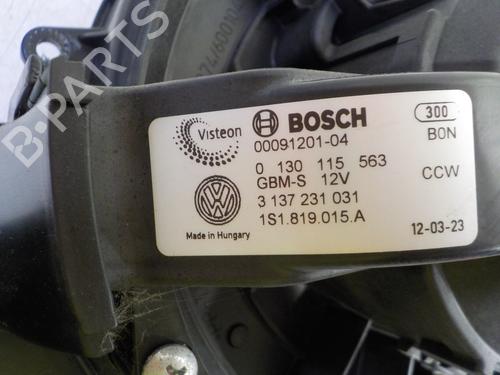 Visteon BOSCH 300
00091201-04 B0N
0 130 115 563
GBM-S 12V CCW
3 137 231 031
Made in Hungary 1S1.819.015.A 12-03-23
B-PARTS